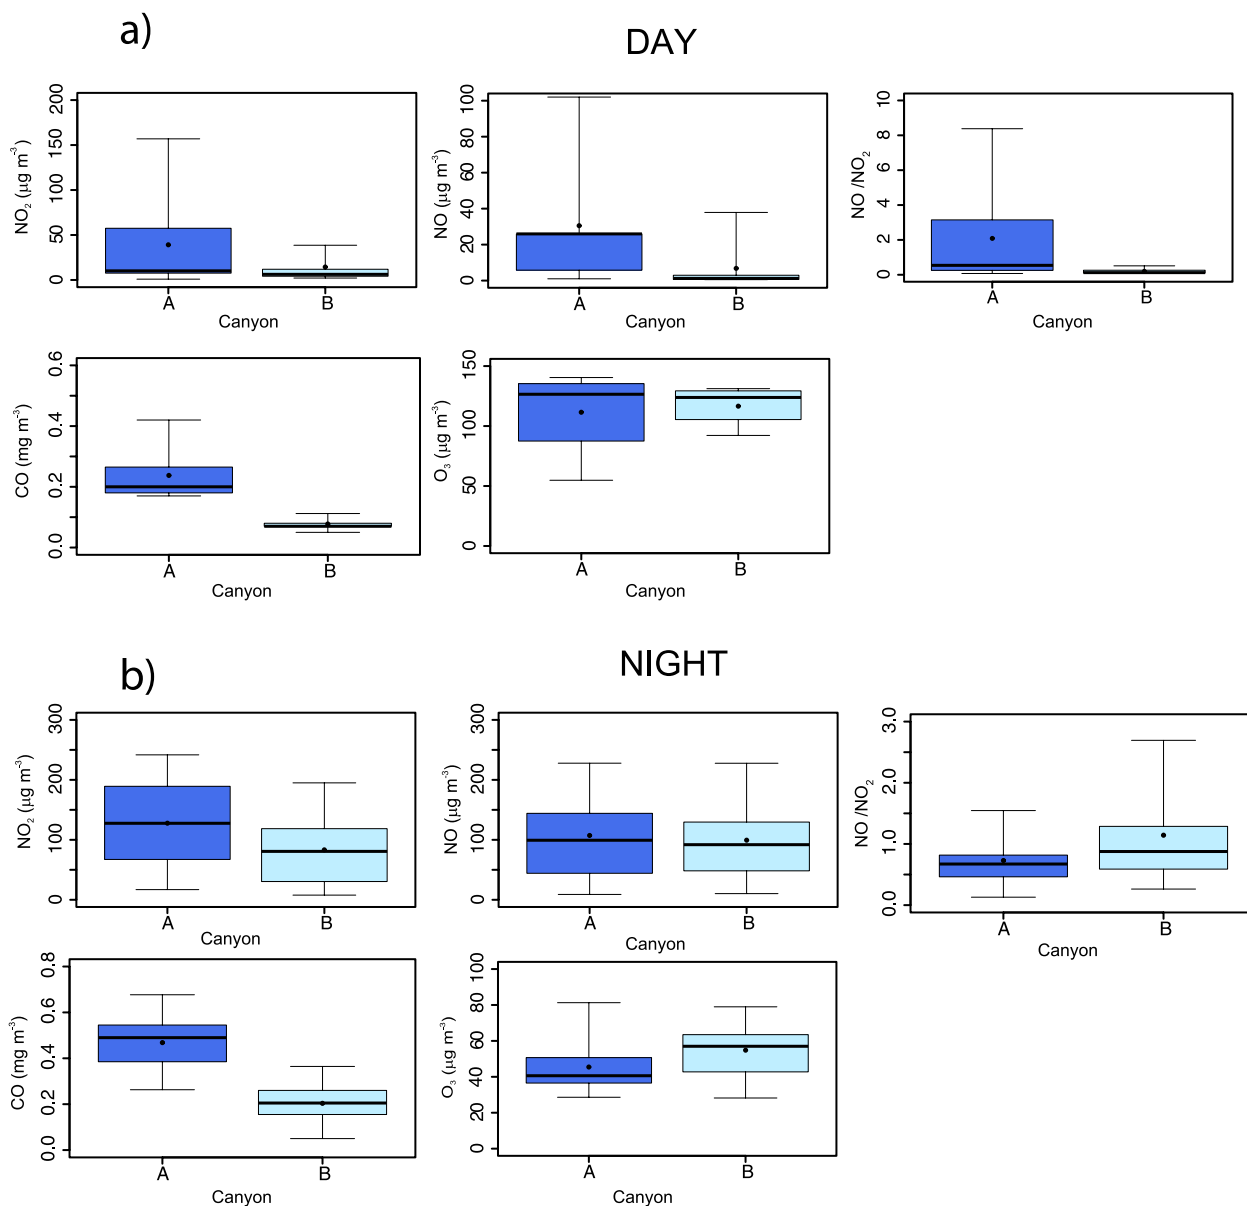 a)
DAY
NO₂ (µg m⁻³)
0 50 100 150 200
A B
Canyon
NO (µg m⁻³)
0 20 40 60 80 100
A B
Canyon
NO /NO₂
0 2 4 6 8 10
A B
Canyon
CO (mg m⁻³)
0.0 0.2 0.4 0.6
A B
Canyon
O₃ (µg m⁻³)
0 50 100 150
A B
Canyon
b)
NIGHT
NO₂ (µg m⁻³)
0 100 200 300
A B
Canyon
NO (µg m⁻³)
0 100 200 300
A B
Canyon
NO /NO₂
0.0 1.0 2.0 3.0
A B
Canyon
CO (mg m⁻³)
0.0 0.2 0.4 0.6 0.8
A B
Canyon
O₃ (µg m⁻³)
0 20 40 60 80 100
A B
Canyon